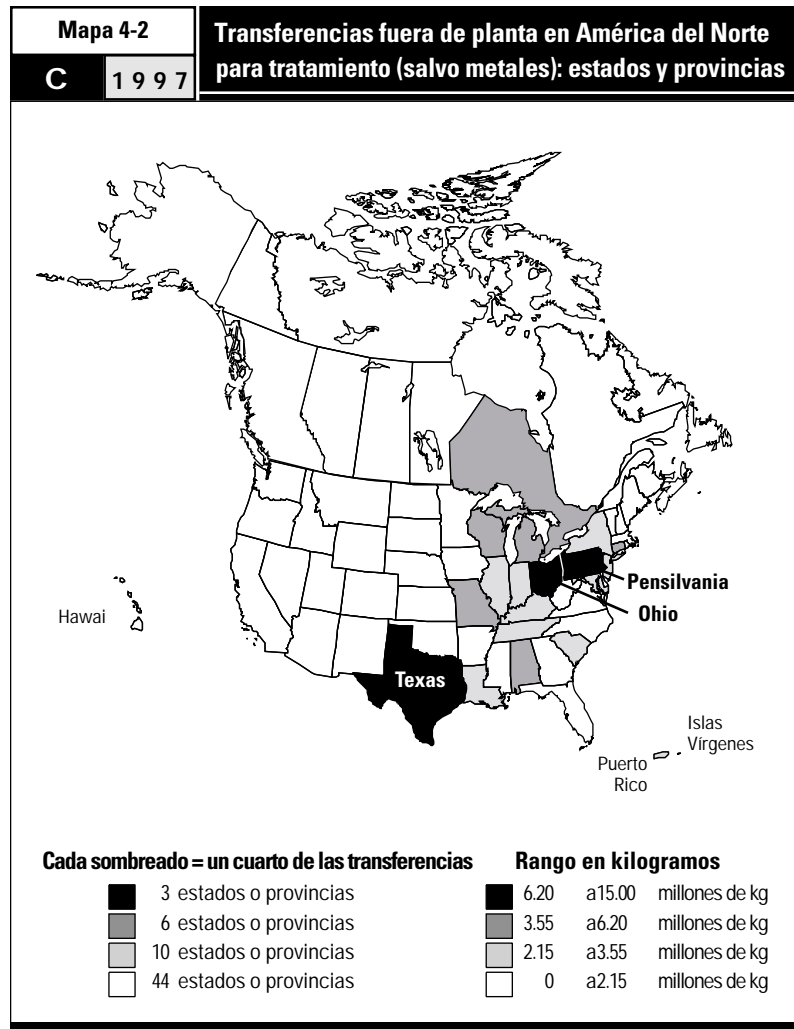 Mapa 4-2
C 1997
Transferencias fuera de planta en América del Norte
para tratamiento (salvo metales): estados y provincias
Pensilvania
Ohio
Hawai
Texas
Islas
Vírgenes
Puerto
Rico
Cada sombreado = un cuarto de las transferencias
3 estados o provincias
6 estados o provincias
10 estados o provincias
44 estados o provincias
Rango en kilogramos
6.20 a15.00 millones de kg
3.55 a6.20 millones de kg
2.15 a3.55 millones de kg
0 a2.15 millones de kg